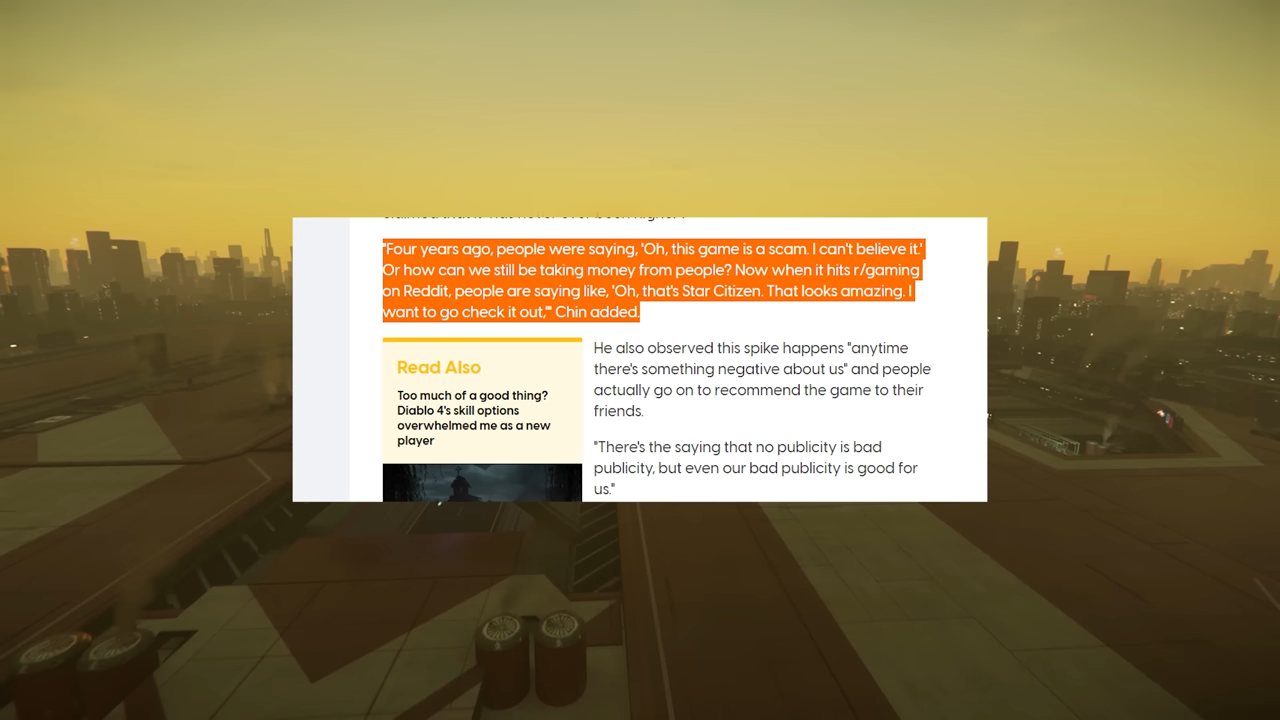 "Four years ago, people were saying, 'Oh, this game is a scam. I can't believe it.'
Or how can we still be taking money from people? Now when it hits r/gaming
on Reddit, people are saying like, 'Oh, that's Star Citizen. That looks amazing. I
want to go check it out,'" Chin added.
Read Also
Too much of a good thing?
Diablo 4's skill options
overwhelmed me as a new
player
He also observed this spike happens "anytime
there's something negative about us" and people
actually go on to recommend the game to their
friends.
"There's the saying that no publicity is bad
publicity, but even our bad publicity is good for
us."